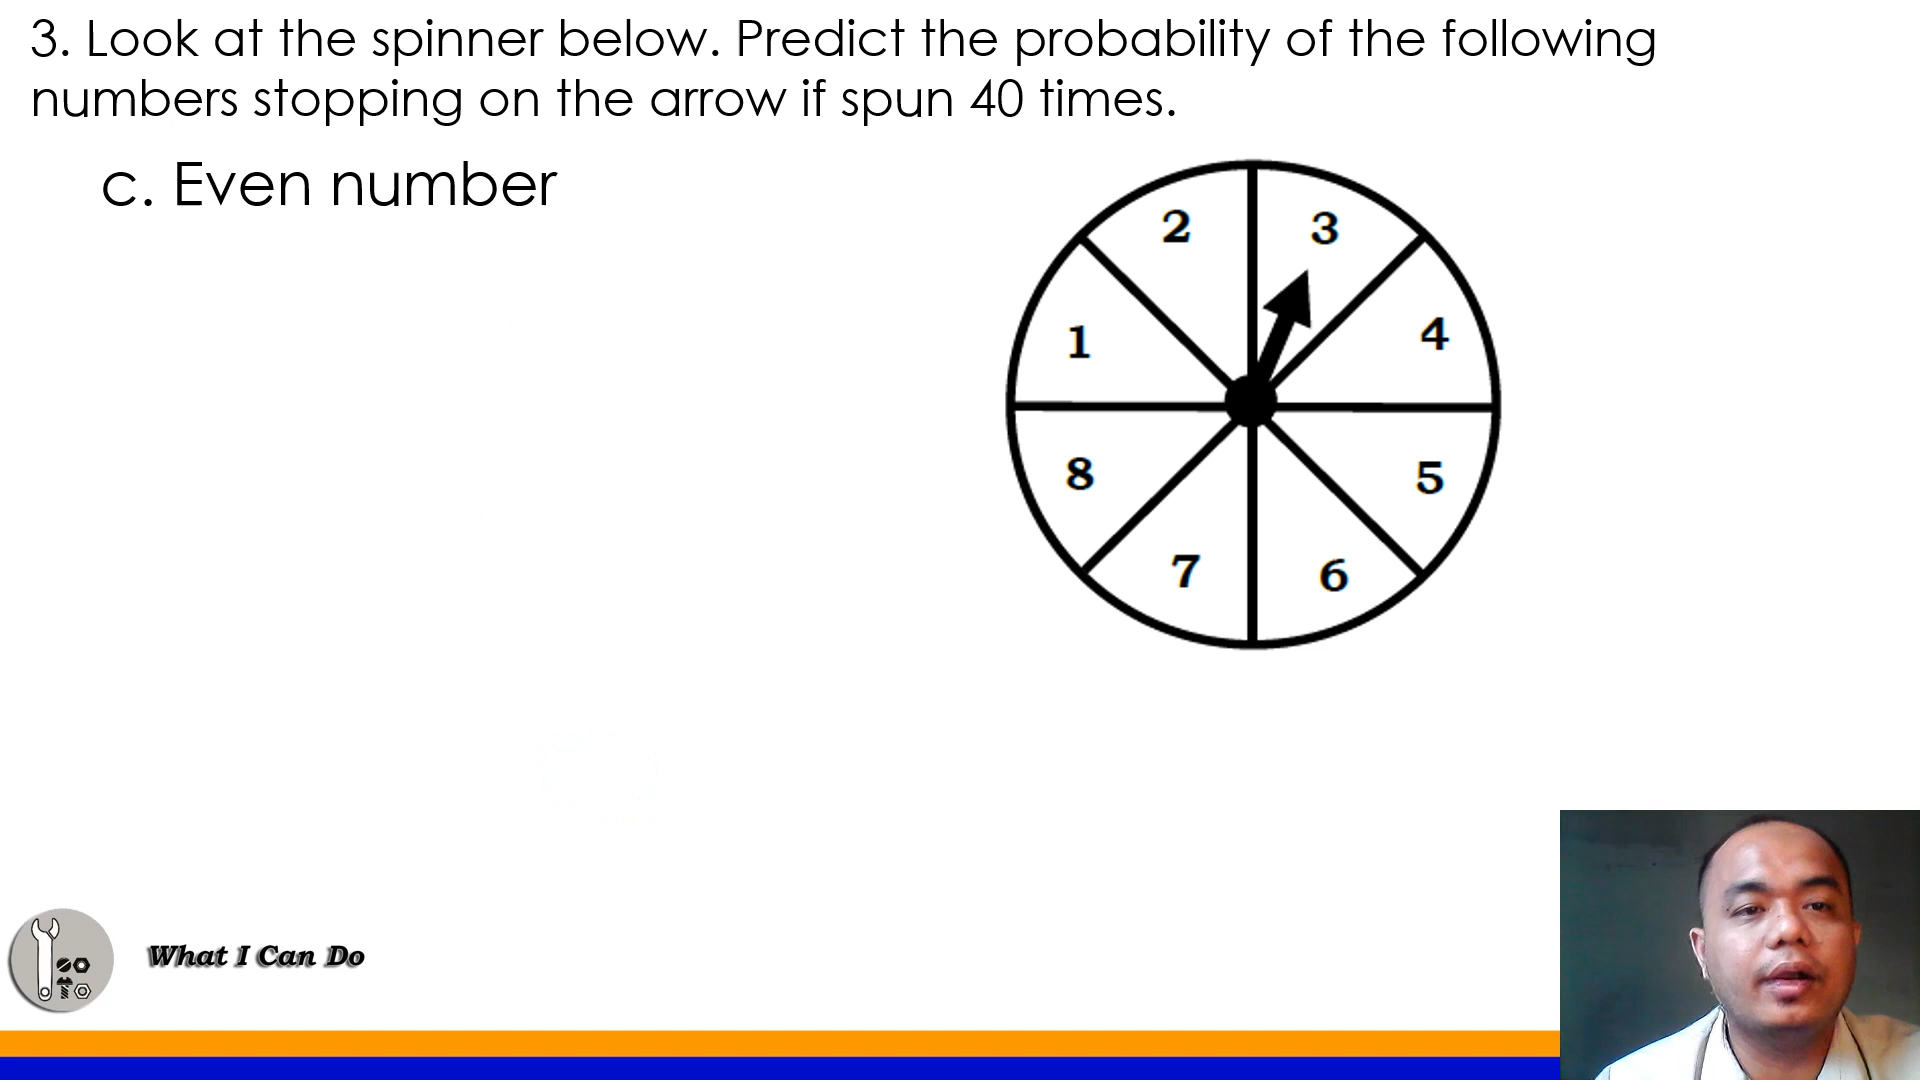 3. Look at the spinner below. Predict the probability of the following
numbers stopping on the arrow if spun 40 times.
c. Even number
2
3
1
4
8
5
7
6
What I Can Do